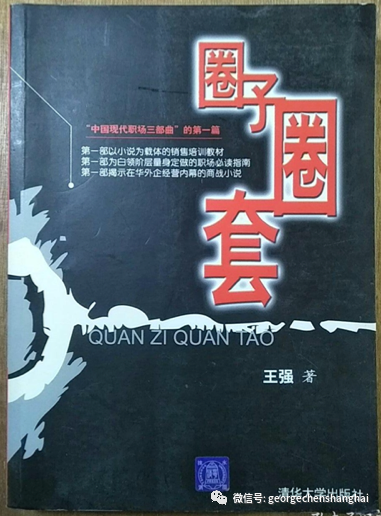 圈子圈套
“中国现代职场三部曲”的第一篇
第一部以小说为载体的销售培训教材
第一部为白领阶层量身定做的职场必读指南
第一部揭示在华外企经营内幕的商战小说
QUAN ZI QUAN TAO
王强 著
清华大学出版社
微信号: georgechenshanghai